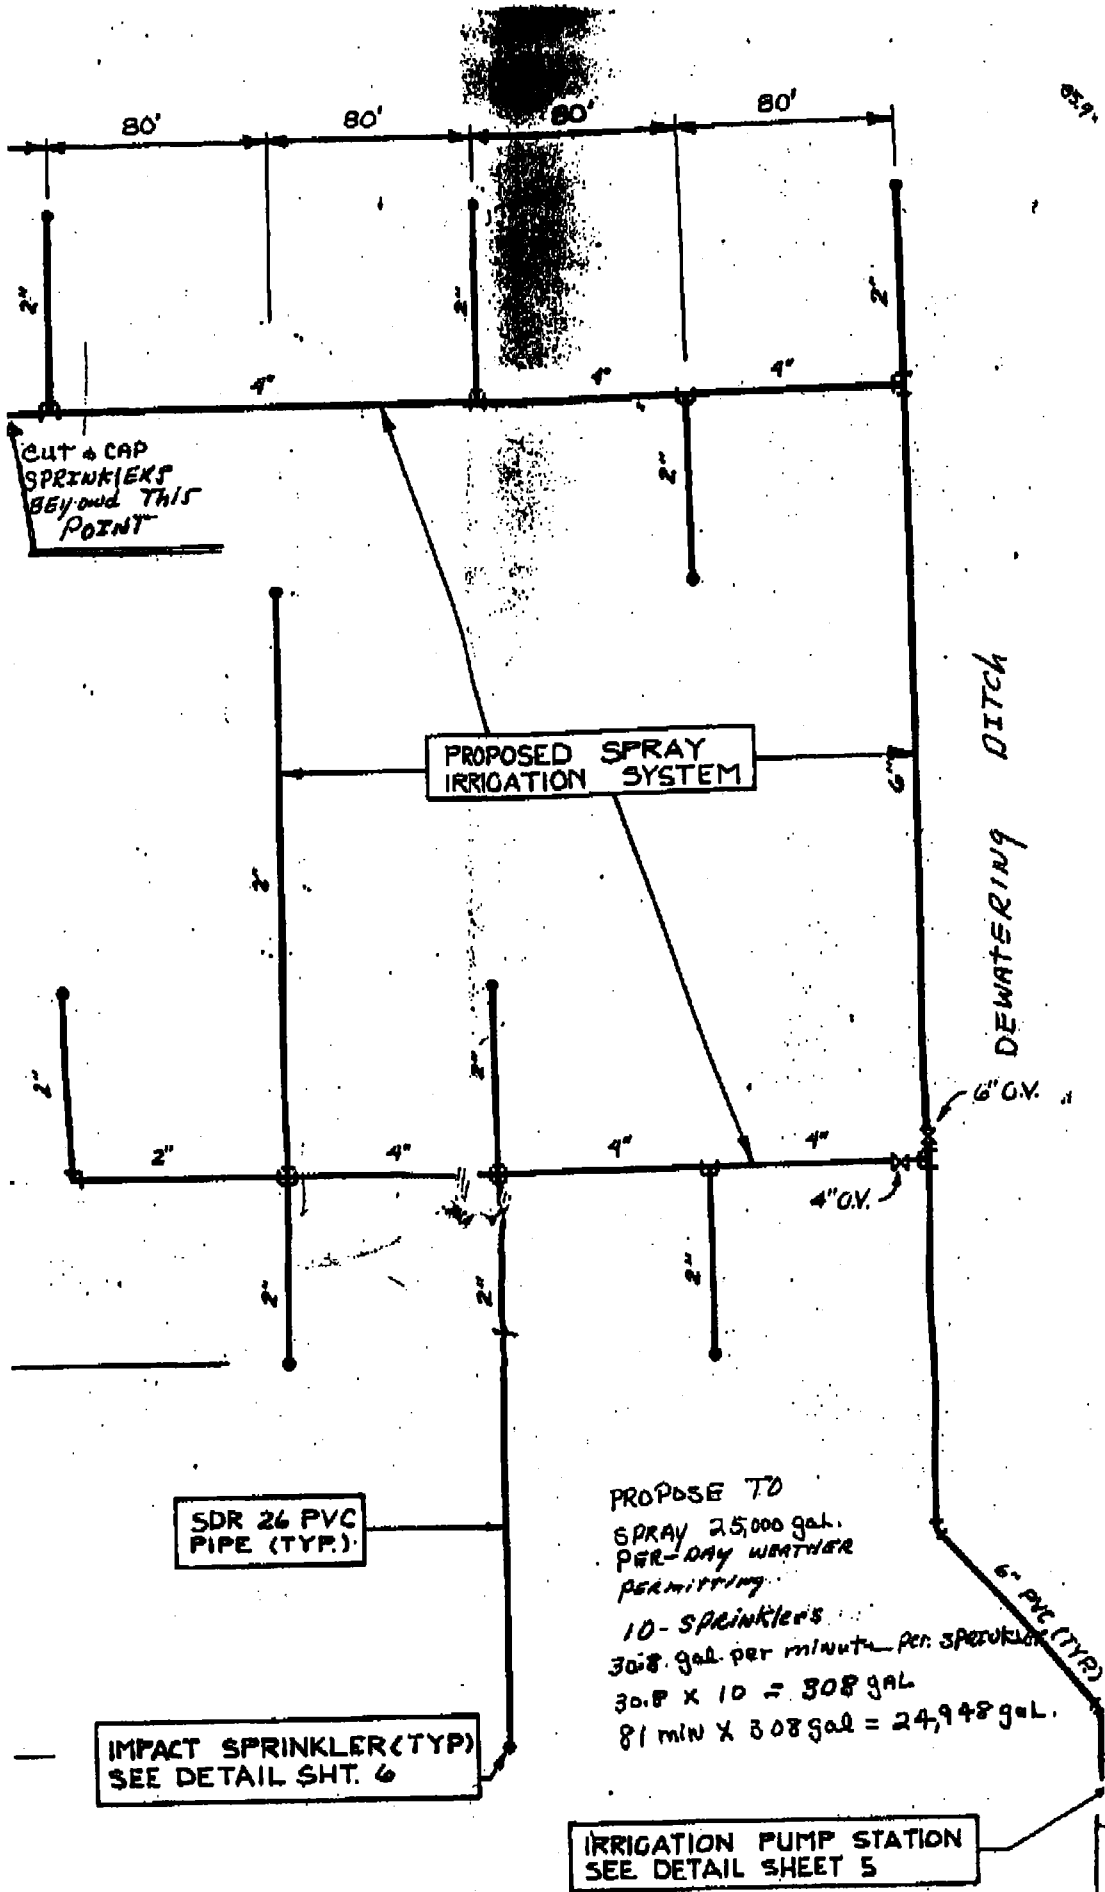 80' 80' 80' 80'
2" 2" 2"
4" 4" 4"
CUT & CAP
SPRINKlERS
BEYond ThIS
POINT
2"
PROPOSED SPRAY
IRRIGATION SYSTEM
6"
DEWATERING DITCh
2"
2" 2"
6" G.V.
2" 4" 4" 4"
4" G.V.
2" 2" 2"
SDR 26 PVC
PIPE (TYP.)
PROPOSE TO
SPRAY 25,000 gal.
PER-DAY WEATHER
PERMITTINg
10-SPRINKlERS
30.8 gal. per minute per. SPRINKLER
30.8 X 10 = 308 gAL
81 min X 308 gal = 24,948 gal.
6" PVC (TYP)
IMPACT SPRINKLER (TYP)
SEE DETAIL SHT. 6
IRRIGATION PUMP STATION
SEE DETAIL SHEET 5